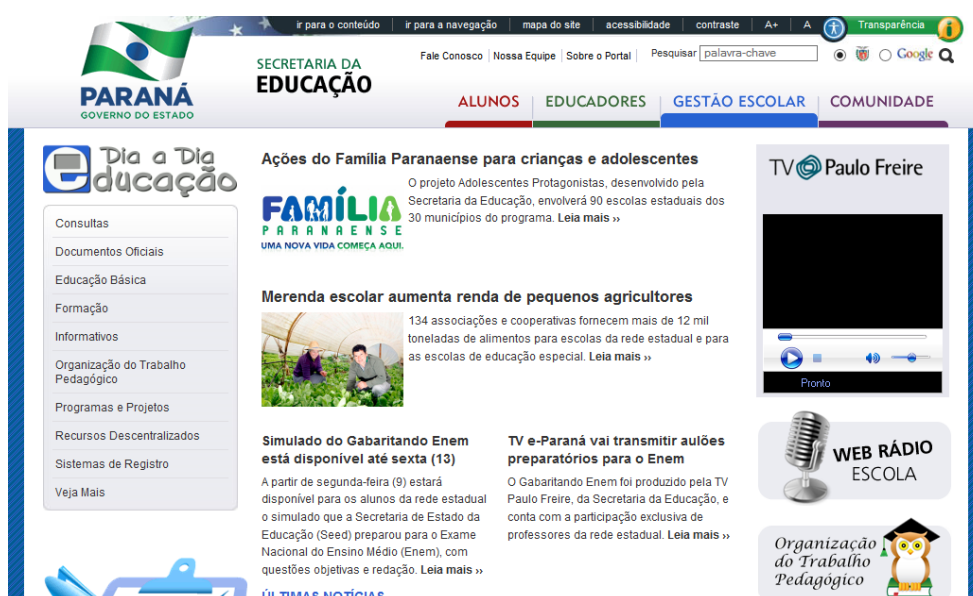 ir para o conteúdo
ir para a navegação
mapa do site
acessibilidade
contraste
A+
A
Transparência
PARANÁ
GOVERNO DO ESTADO
SECRETARIA DA
EDUCAÇÃO
Fale Conosco
Nossa Equipe
Sobre o Portal
Pesquisar
palavra-chave
Google
ALUNOS
EDUCADORES
GESTÃO ESCOLAR
COMUNIDADE
Dia a Dia
educação
Consultas
Documentos Oficiais
Educação Básica
Formação
Informativos
Organização do Trabalho
Pedagógico
Programas e Projetos
Recursos Descentralizados
Sistemas de Registro
Veja Mais
Ações do Família Paranaense para crianças e adolescentes
FAMÍLIA
PARANAENSE
UMA NOVA VIDA COMEÇA AQUI.
O projeto Adolescentes Protagonistas, desenvolvido pela
Secretaria da Educação, envolverá 90 escolas estaduais dos
30 municípios do programa. Leia mais ››
Merenda escolar aumenta renda de pequenos agricultores
134 associações e cooperativas fornecem mais de 12 mil
toneladas de alimentos para escolas da rede estadual e para
as escolas de educação especial. Leia mais ››
Simulado do Gabaritando Enem
está disponível até sexta (13)
A partir de segunda-feira (9) estará
disponível para os alunos da rede estadual
o simulado que a Secretaria de Estado da
Educação (Seed) preparou para o Exame
Nacional do Ensino Médio (Enem), com
questões objetivas e redação. Leia mais ››
TV e-Paraná vai transmitir aulões
preparatórios para o Enem
O Gabaritando Enem foi produzido pela TV
Paulo Freire, da Secretaria da Educação, e
conta com a participação exclusiva de
professores da rede estadual. Leia mais ››
ÚLTIMAS NOTÍCIAS
TV Paulo Freire
Pronto
WEB RÁDIO
ESCOLA
Organização
do Trabalho
Pedagógico